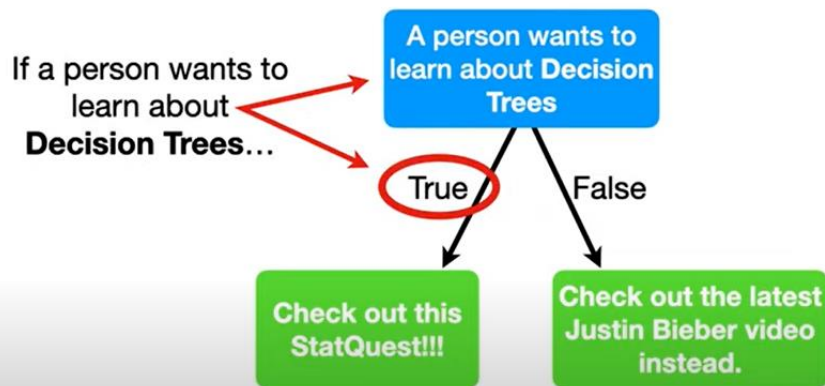 If a person wants to
learn about
Decision Trees...
A person wants to
learn about Decision
Trees
True
False
Check out this
StatQuest!!!
Check out the latest
Justin Bieber video
instead.